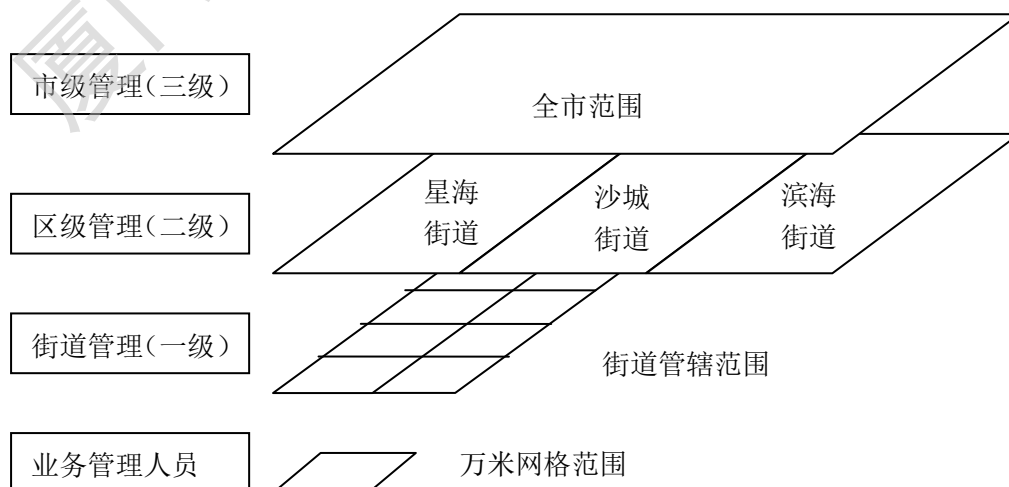 厦门
市级管理(三级)
全市范围
区级管理(二级)
星海
街道
沙城
街道
滨海
街道
街道管理(一级)
街道管辖范围
业务管理人员
万米网格范围